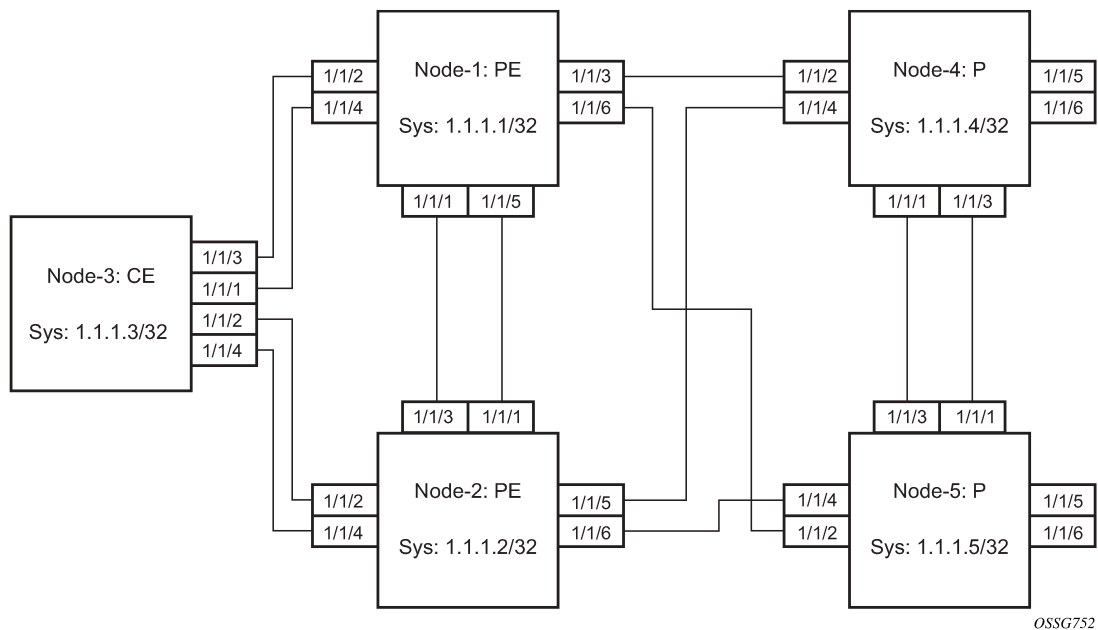 Node-1: PE
Sys: 1.1.1.1/32
1/1/2
1/1/4
1/1/3
1/1/6
1/1/1
1/1/5
Node-4: P
Sys: 1.1.1.4/32
1/1/2
1/1/4
1/1/5
1/1/6
1/1/1
1/1/3
Node-3: CE
Sys: 1.1.1.3/32
1/1/3
1/1/1
1/1/2
1/1/4
1/1/3
1/1/1
Node-2: PE
Sys: 1.1.1.2/32
1/1/2
1/1/4
1/1/5
1/1/6
1/1/3
1/1/1
Node-5: P
Sys: 1.1.1.5/32
1/1/4
1/1/2
1/1/5
1/1/6
OSSG752